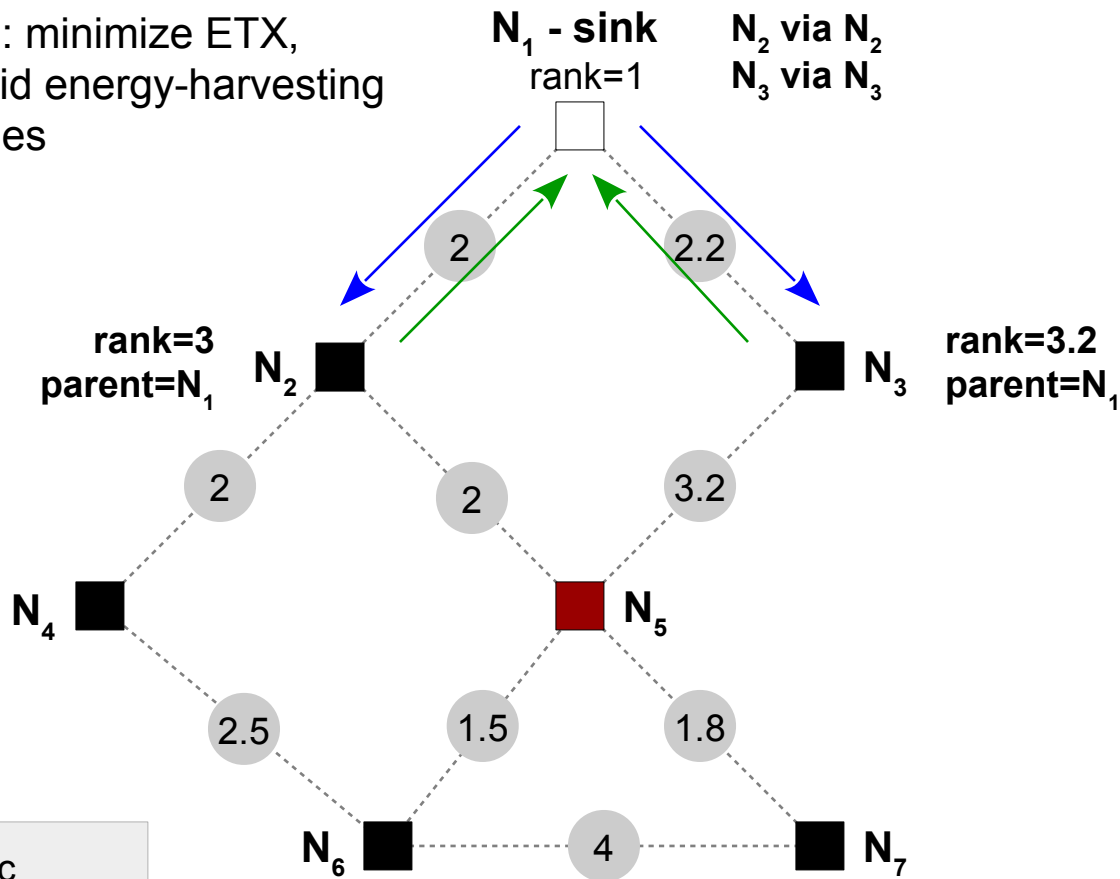 : minimize ETX,
id energy-harvesting
es
N₁ - sink
rank=1
N₂ via N₂
N₃ via N₃
2
2.2
rank=3
parent=N₁
N₂
N₃
rank=3.2
parent=N₁
2
2
3.2
N₄
N₅
2.5
1.5
1.8
N₆
4
N₇
c